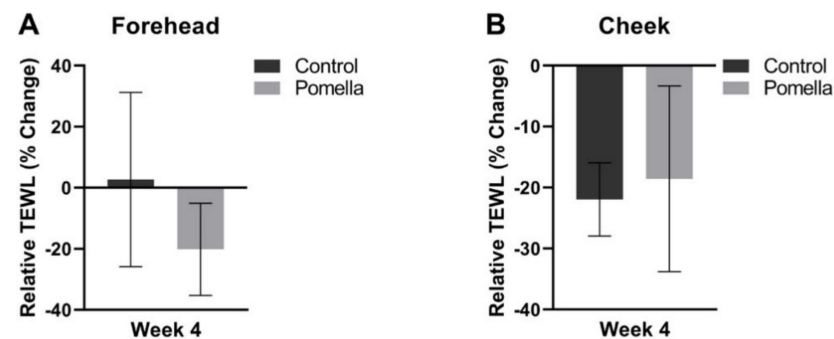 A Forehead
Relative TEWL (% Change)
40
20
0
-20
-40
Week 4
Control
Pomella
B Cheek
Relative TEWL (% Change)
0
-10
-20
-30
-40
Week 4
Control
Pomella